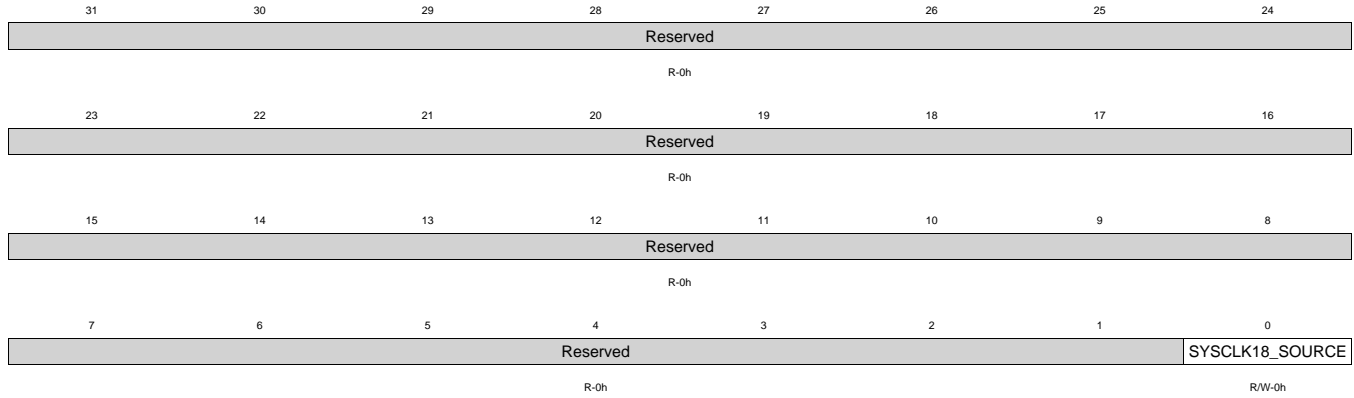 31 30 29 28 27 26 25 24
Reserved
R-0h
23 22 21 20 19 18 17 16
Reserved
R-0h
15 14 13 12 11 10 9 8
Reserved
R-0h
7 6 5 4 3 2 1 0
Reserved SYSCLK18_SOURCE
R-0h R/W-0h